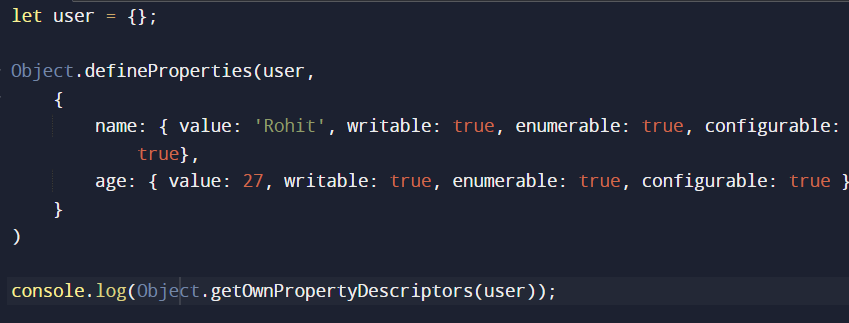 let user = {};
Object.defineProperties(user,
{
name: { value: 'Rohit', writable: true, enumerable: true, configurable:
true},
age: { value: 27, writable: true, enumerable: true, configurable: true }
}
)
console.log(Object.getOwnPropertyDescriptors(user));